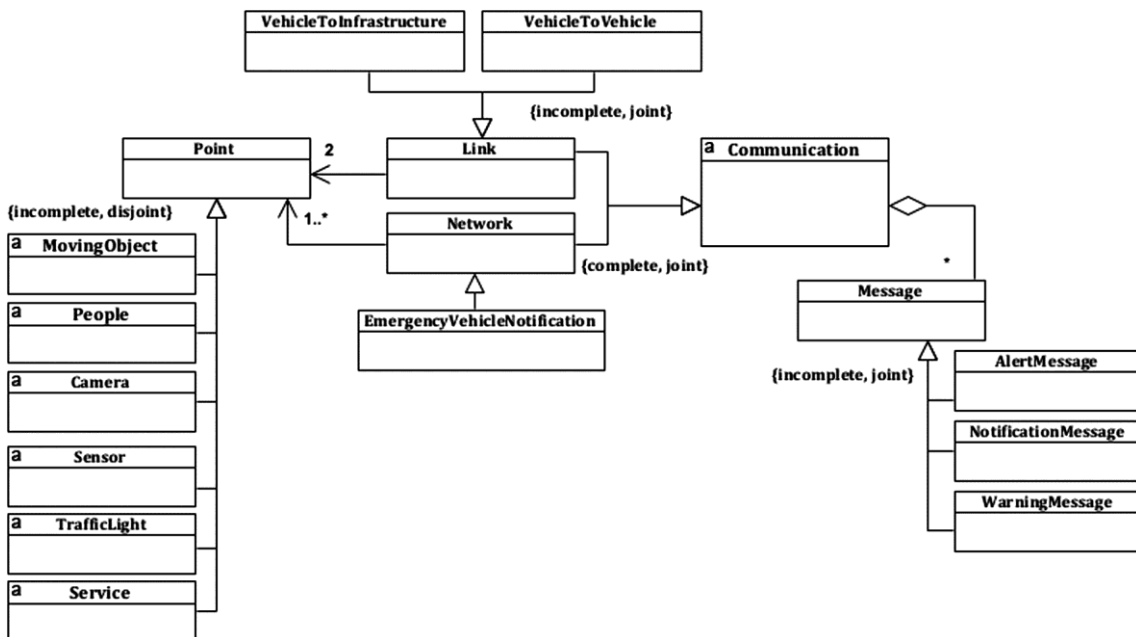 VehicleToInfrastructure
VehicleToVehicle
{incomplete, joint}
Point
2
Link
a Communication
{incomplete, disjoint}
1..*
Network
a MovingObject
{complete, joint}
*
Message
a People
EmergencyVehicleNotification
{incomplete, joint}
AlertMessage
a Camera
NotificationMessage
a Sensor
WarningMessage
a TrafficLight
a Service